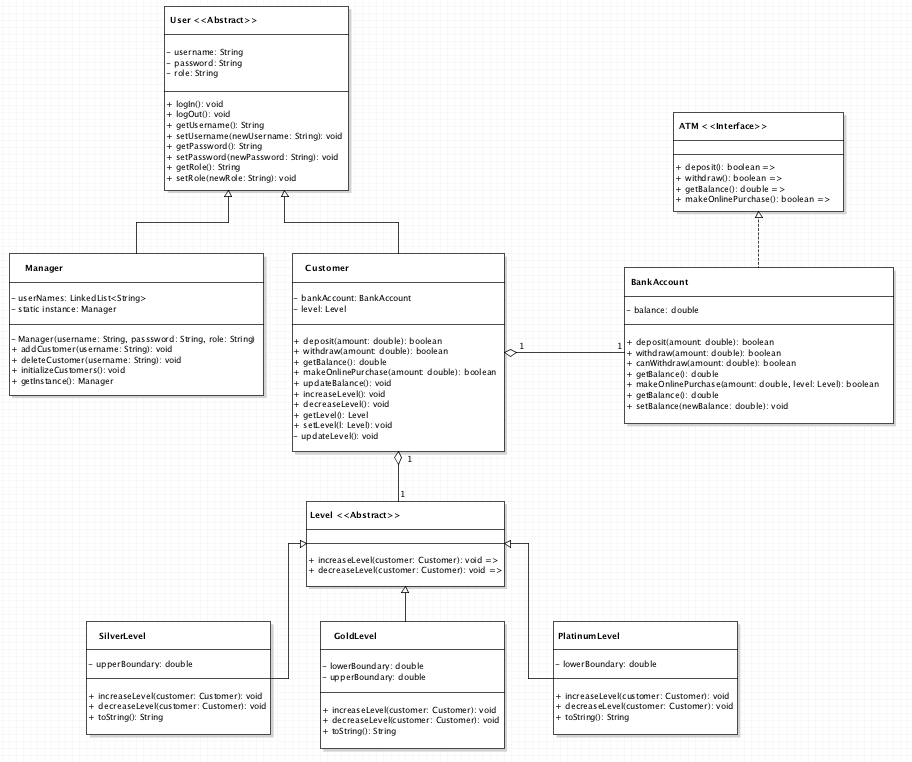 User <<Abstract>>
- username: String
- password: String
- role: String
+ logIn(): void
+ logOut(): void
+ getUsername(): String
+ setUsername(newUsername: String): void
+ getPassword(): String
+ setPassword(newPassword: String): void
+ getRole(): String
+ setRole(newRole: String): void
ATM <<Interface>>
+ deposit(): boolean =>
+ withdraw(): boolean =>
+ getBalance(): double =>
+ makeOnlinePurchase(): boolean =>
Manager
- userNames: LinkedList<String>
- static instance: Manager
- Manager(username: String, passsword: String, role: String)
+ addCustomer(username: String): void
+ deleteCustomer(username: String): void
+ initializeCustomers(): void
+ getInstance(): Manager
Customer
- bankAccount: BankAccount
- level: Level
+ deposit(amount: double): boolean
+ withdraw(amount: double): boolean
+ getBalance(): double
+ makeOnlinePurchase(amount: double): boolean
+ updateBalance(): void
+ increaseLevel(): void
+ decreaseLevel(): void
+ getLevel(): Level
+ setLevel(l: Level): void
- updateLevel(): void
1
1
BankAccount
- balance: double
+ deposit(amount: double): boolean
+ withdraw(amount: double): boolean
+ canWithdraw(amount: double): boolean
+ getBalance(): double
+ makeOnlinePurchase(amount: double, level: Level): boolean
+ getBalance(): double
+ setBalance(newBalance: double): void
1
1
Level <<Abstract>>
+ increaseLevel(customer: Customer): void =>
+ decreaseLevel(customer: Customer): void =>
SilverLevel
- upperBoundary: double
+ increaseLevel(customer: Customer): void
+ decreaseLevel(customer: Customer): void
+ toString(): String
GoldLevel
- lowerBoundary: double
- upperBoundary: double
+ increaseLevel(customer: Customer): void
+ decreaseLevel(customer: Customer): void
+ toString(): String
PlatinumLevel
- lowerBoundary: double
+ increaseLevel(customer: Customer): void
+ decreaseLevel(customer: Customer): void
+ toString(): String